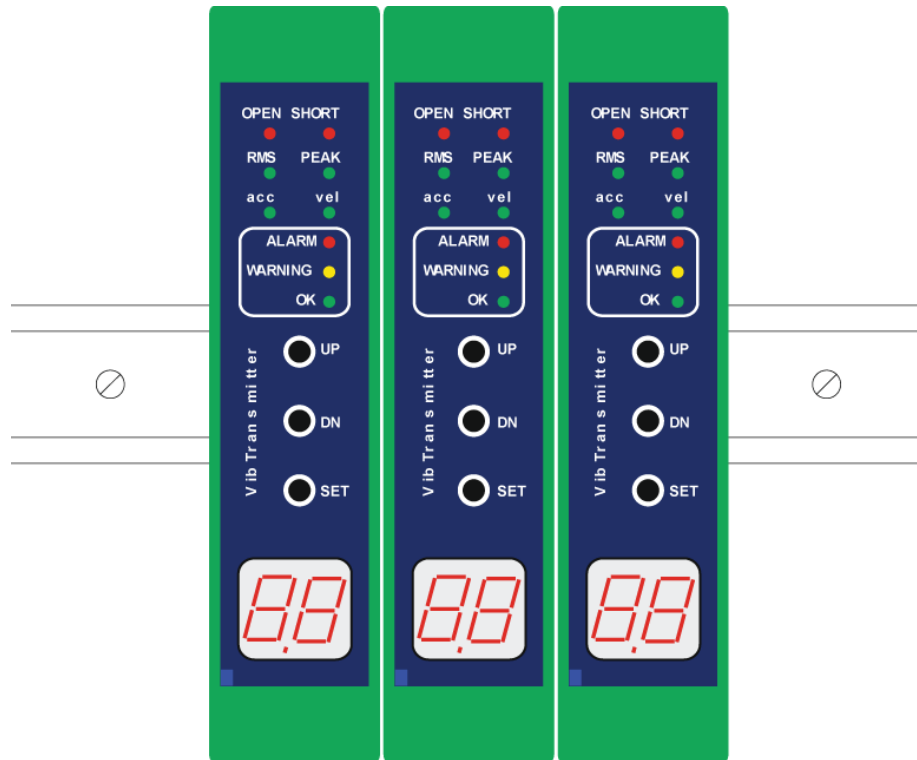 OPEN SHORT
RMS PEAK
acc vel
ALARM
WARNING
OK
UP
DN
SET
Vib Transmitter
8.8
OPEN SHORT
RMS PEAK
acc vel
ALARM
WARNING
OK
UP
DN
SET
Vib Transmitter
8.8
OPEN SHORT
RMS PEAK
acc vel
ALARM
WARNING
OK
UP
DN
SET
Vib Transmitter
8.8